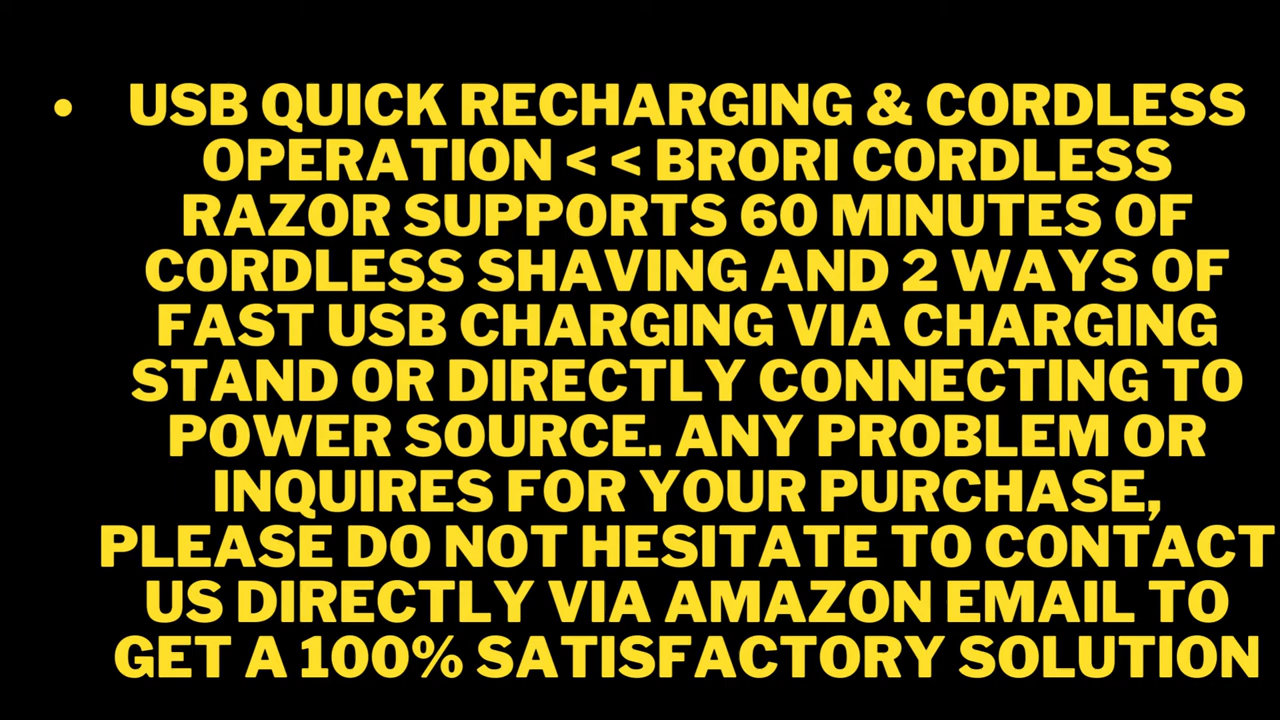 • USB QUICK RECHARGING & CORDLESS
OPERATION < < BRORI CORDLESS
RAZOR SUPPORTS 60 MINUTES OF
CORDLESS SHAVING AND 2 WAYS OF
FAST USB CHARGING VIA CHARGING
STAND OR DIRECTLY CONNECTING TO
POWER SOURCE. ANY PROBLEM OR
INQUIRES FOR YOUR PURCHASE,
PLEASE DO NOT HESITATE TO CONTACT
US DIRECTLY VIA AMAZON EMAIL TO
GET A 100% SATISFACTORY SOLUTION